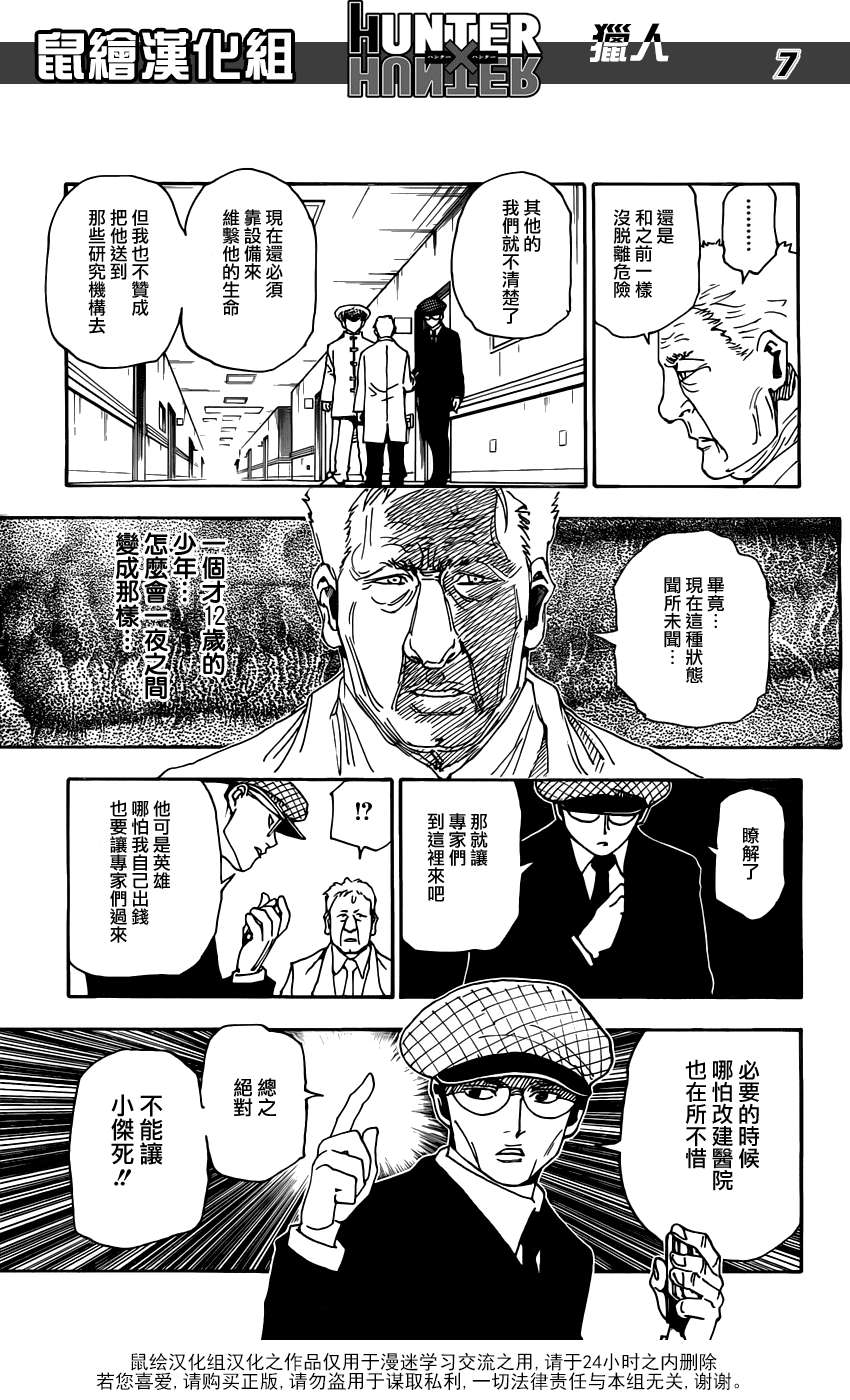 鼠繪漢化組
HUNTER
ハンター×ハンター
HUNTER
獵人
7
………
還是
和之前一樣
沒脱離危險
其他的
我們就不清楚了
現在還必須
靠設備來
維繫他的生命
但我也不贊成
把他送到
那些研究機構去
畢竟…
現在這種狀態
聞所未聞…
一個才12歲的
少年…
怎麼會一夜之間
變成那樣…
瞭解了
那就讓
專家們
到這裡來吧
!?
他可是英雄
哪怕我自己出錢
也要讓專家們過來
必要的時候
哪怕改建醫院
也在所不惜
總之
絕對
不能讓
小傑死!!
鼠绘汉化组汉化之作品仅用于漫迷学习交流之用,请于24小时之内删除
若您喜爱,请购买正版,请勿盗用于谋取私利,一切法律责任与本组无关,谢谢。